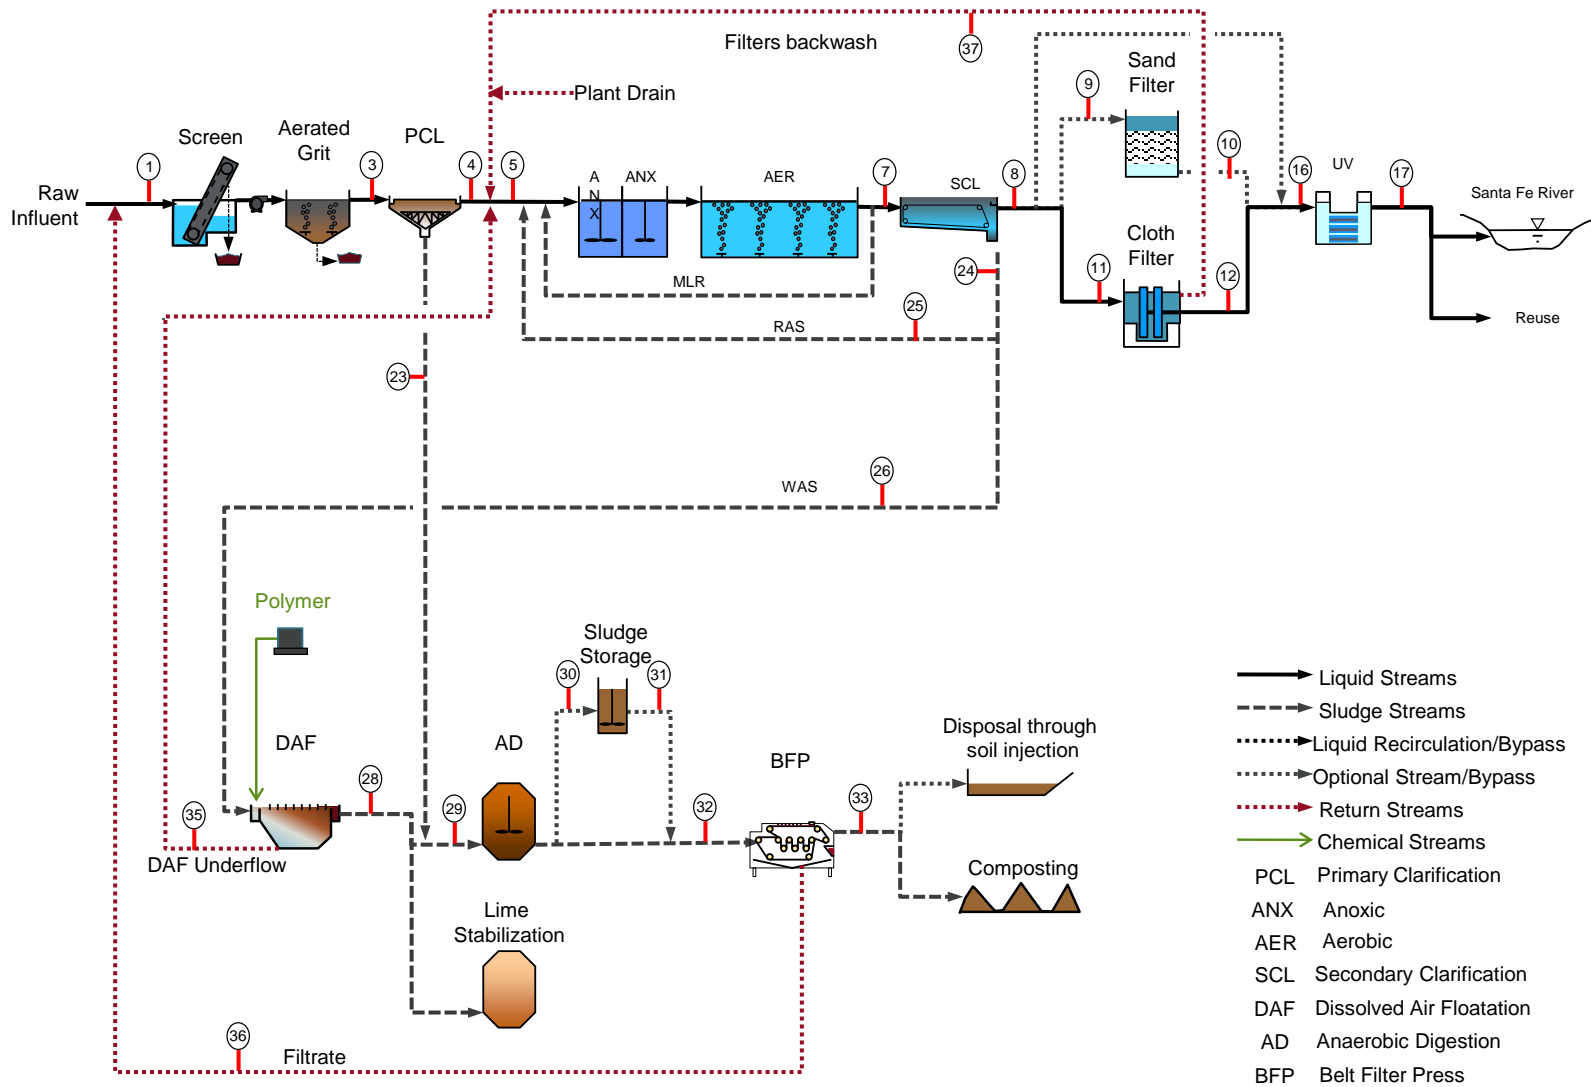 37
Filters backwash
Sand
Filter
9
Plant Drain
Screen
Aerated
Grit
PCL
1
3
4
5
A
N
X
ANX
AER
7
SCL
8
10
16
UV
17
Raw
Influent
Santa Fe River
Cloth
Filter
MLR
24
11
12
25
RAS
Reuse
23
26
WAS
Polymer
Sludge
Storage
30
31
DAF
28
AD
29
32
BFP
33
Disposal through
soil injection
35
DAF Underflow
Composting
Lime
Stabilization
36
Filtrate
Liquid Streams
Sludge Streams
Liquid Recirculation/Bypass
Optional Stream/Bypass
Return Streams
Chemical Streams
PCL Primary Clarification
ANX Anoxic
AER Aerobic
SCL Secondary Clarification
DAF Dissolved Air Floatation
AD Anaerobic Digestion
BFP Belt Filter Press